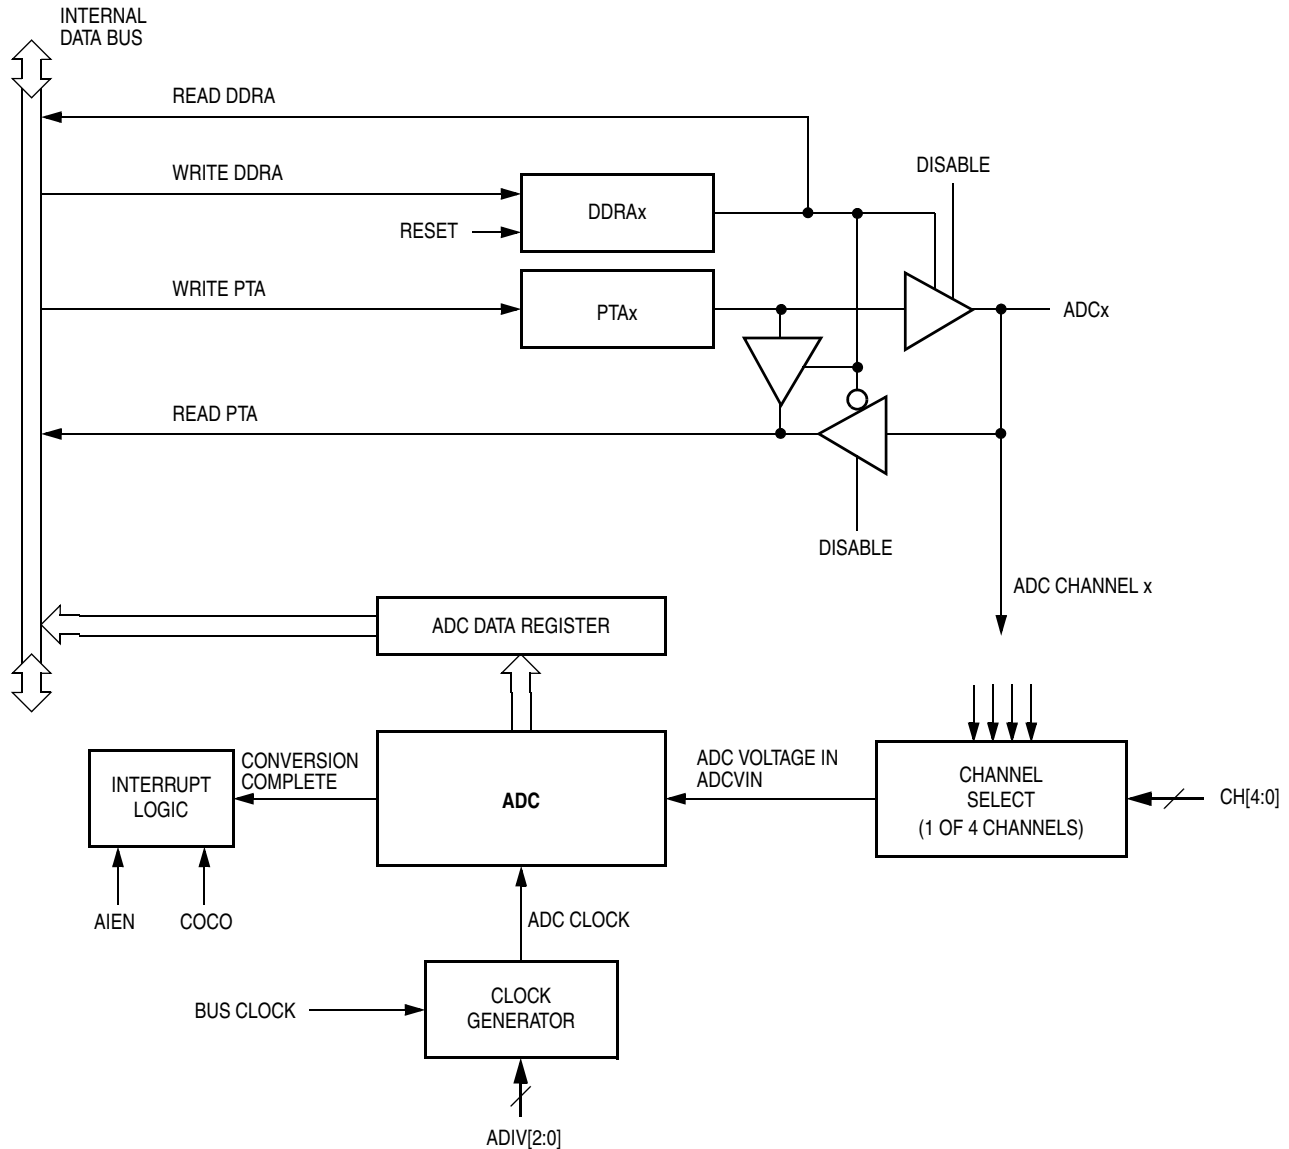 INTERNAL
DATA BUS
READ DDRA
WRITE DDRA
DISABLE
DDRAx
RESET
WRITE PTA
PTAx
ADCx
READ PTA
DISABLE
ADC CHANNEL x
ADC DATA REGISTER
INTERRUPT
LOGIC
CONVERSION
COMPLETE
ADC
ADC VOLTAGE IN
ADCVIN
CHANNEL
SELECT
(1 OF 4 CHANNELS)
CH[4:0]
AIEN
COCO
ADC CLOCK
BUS CLOCK
CLOCK
GENERATOR
ADIV[2:0]